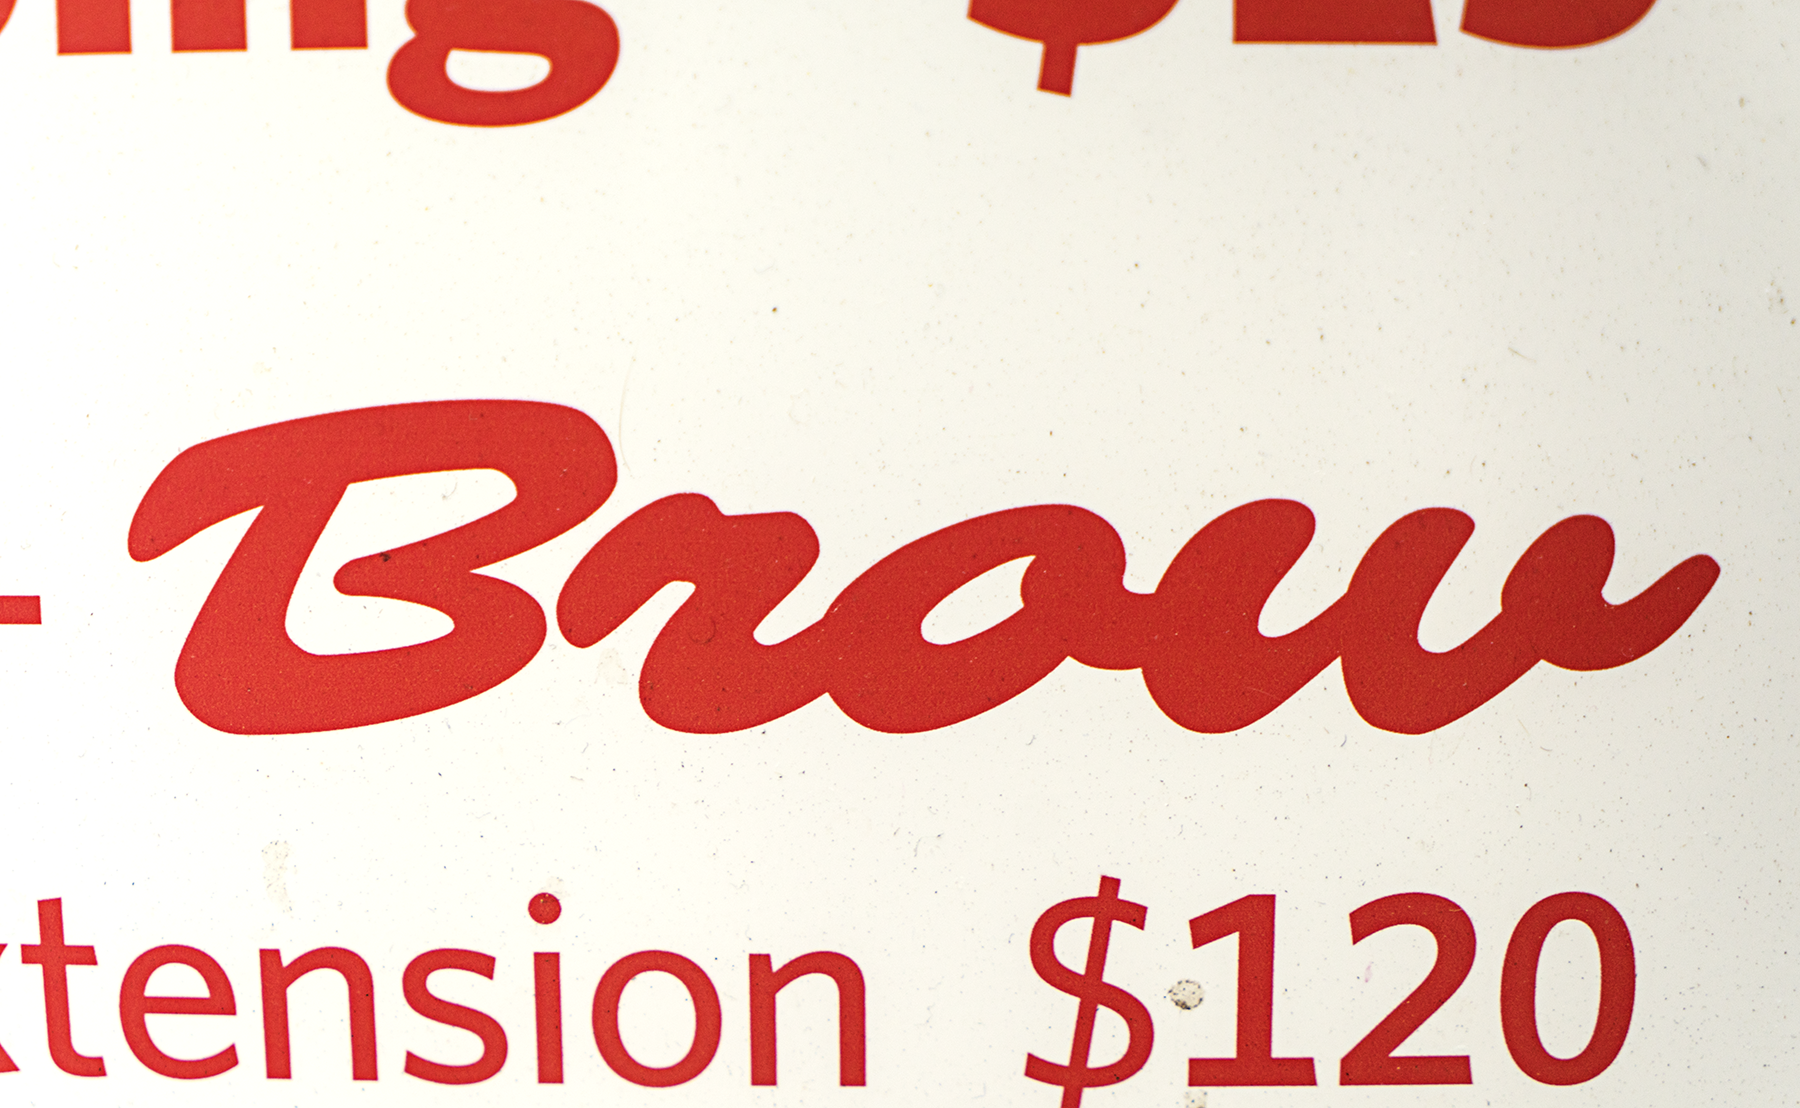 - Brow
xtension $120